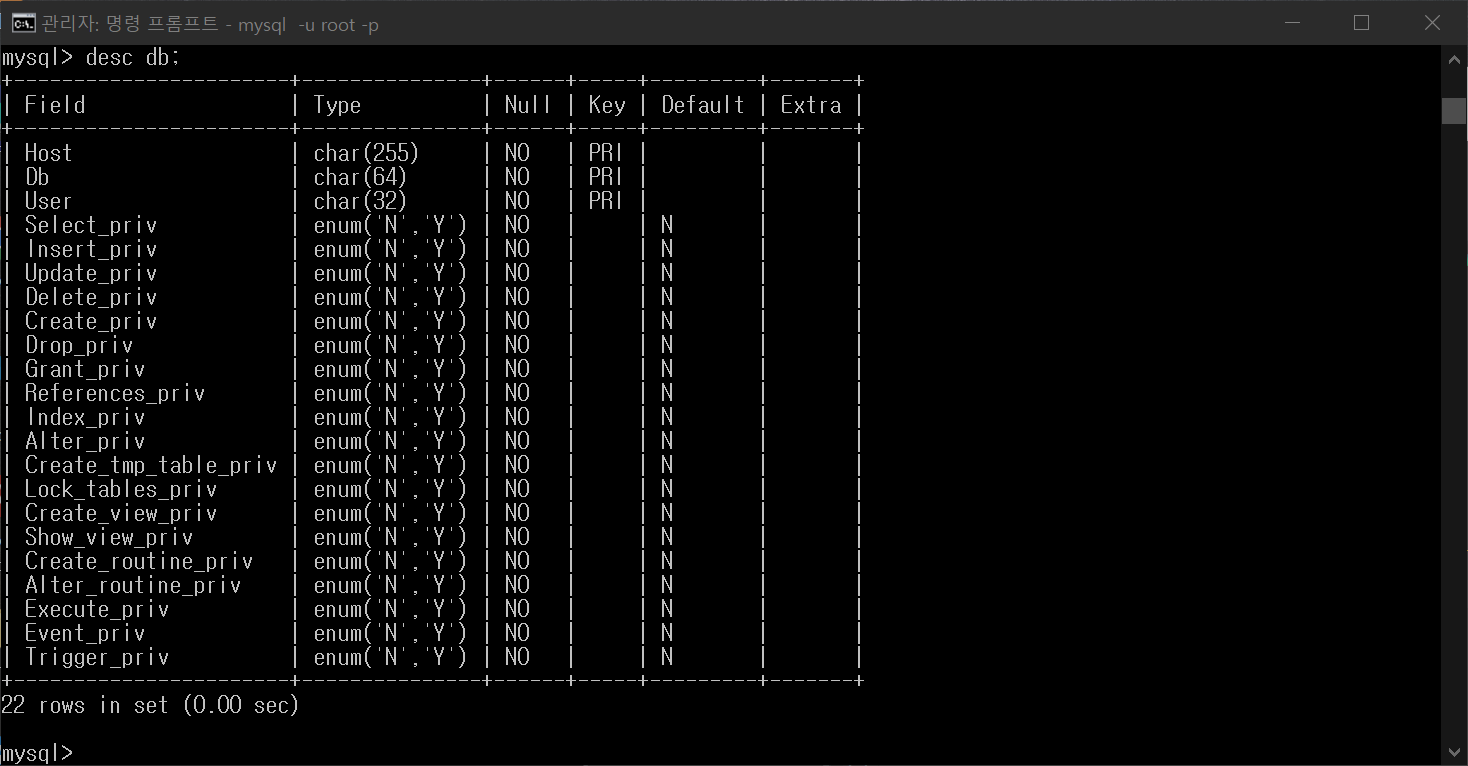 관리자: 명령 프롬프트 - mysql  -u root -p
mysql> desc db;
+------------------------+---------------+------+-----+---------+-------+
| Field                  | Type          | Null | Key | Default | Extra |
+------------------------+---------------+------+-----+---------+-------+
| Host                   | char(255)     | NO   | PRI |         |       |
| Db                     | char(64)      | NO   | PRI |         |       |
| User                   | char(32)      | NO   | PRI |         |       |
| Select_priv            | enum('N','Y') | NO   |     | N       |       |
| Insert_priv            | enum('N','Y') | NO   |     | N       |       |
| Update_priv            | enum('N','Y') | NO   |     | N       |       |
| Delete_priv            | enum('N','Y') | NO   |     | N       |       |
| Create_priv            | enum('N','Y') | NO   |     | N       |       |
| Drop_priv              | enum('N','Y') | NO   |     | N       |       |
| Grant_priv             | enum('N','Y') | NO   |     | N       |       |
| References_priv        | enum('N','Y') | NO   |     | N       |       |
| Index_priv             | enum('N','Y') | NO   |     | N       |       |
| Alter_priv             | enum('N','Y') | NO   |     | N       |       |
| Create_tmp_table_priv  | enum('N','Y') | NO   |     | N       |       |
| Lock_tables_priv       | enum('N','Y') | NO   |     | N       |       |
| Create_view_priv       | enum('N','Y') | NO   |     | N       |       |
| Show_view_priv         | enum('N','Y') | NO   |     | N       |       |
| Create_routine_priv    | enum('N','Y') | NO   |     | N       |       |
| Alter_routine_priv     | enum('N','Y') | NO   |     | N       |       |
| Execute_priv           | enum('N','Y') | NO   |     | N       |       |
| Event_priv             | enum('N','Y') | NO   |     | N       |       |
| Trigger_priv           | enum('N','Y') | NO   |     | N       |       |
+------------------------+---------------+------+-----+---------+-------+
22 rows in set (0.00 sec)
mysql>